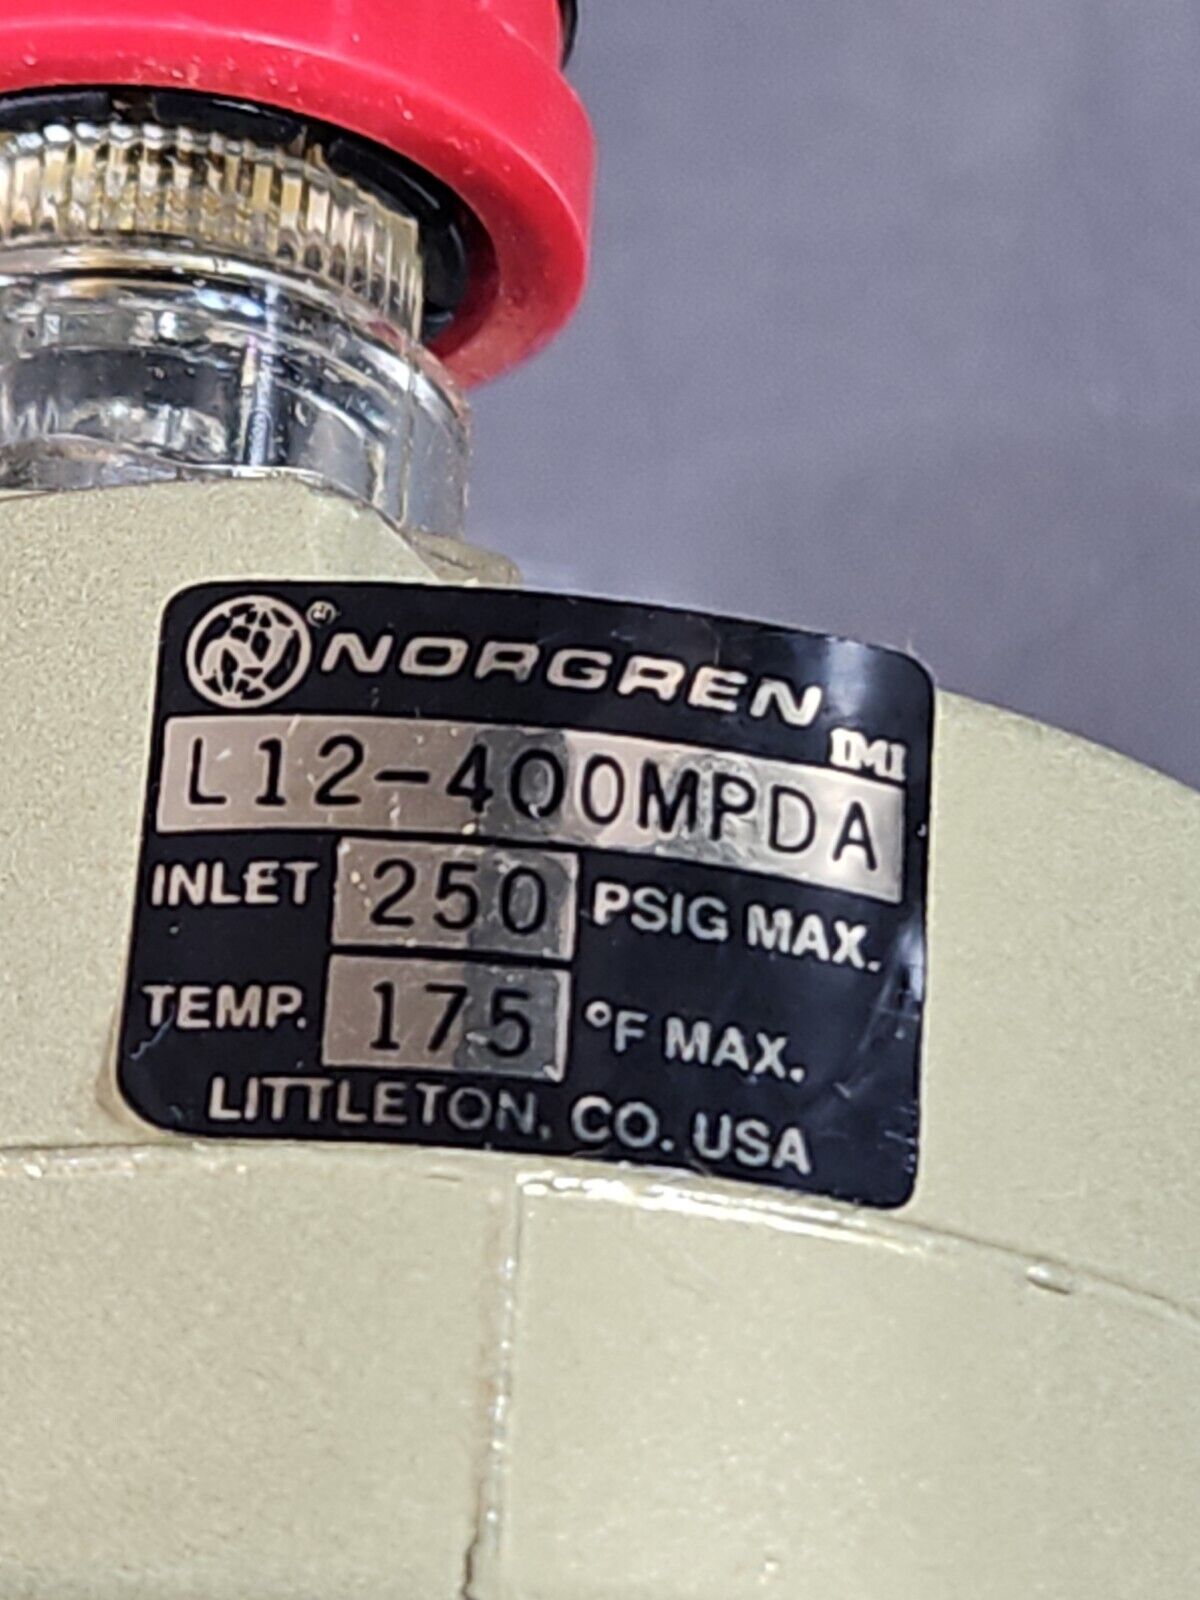 ® NORGREN
IMI
L12-400MPDA
INLET 250 PSIG MAX.
TEMP. 175 °F MAX.
LITTLETON, CO. USA